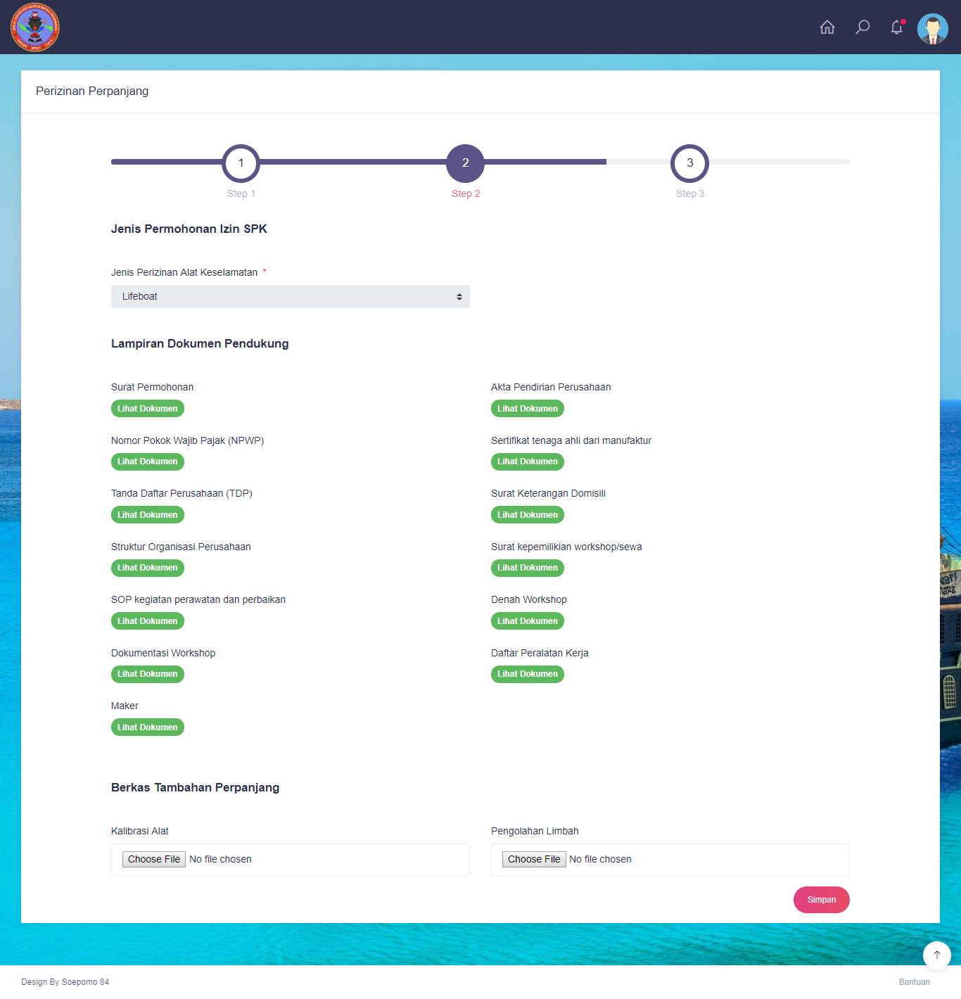 Perizinan Perpanjang
1
2
3
Step 1
Step 2
Step 3
Jenis Permohonan Izin SPK
Jenis Perizinan Alat Keselamatan *
Lifeboat
Lampiran Dokumen Pendukung
Surat Permohonan
Akta Pendirian Perusahaan
Lihat Dokumen
Lihat Dokumen
Nomor Pokok Wajib Pajak (NPWP)
Sertifikat tenaga ahli dari manufaktur
Lihat Dokumen
Lihat Dokumen
Tanda Daftar Perusahaan (TDP)
Surat Keterangan Domisili
Lihat Dokumen
Lihat Dokumen
Struktur Organisasi Perusahaan
Surat kepemilikian workshop/sewa
Lihat Dokumen
Lihat Dokumen
SOP kegiatan perawatan dan perbaikan
Denah Workshop
Lihat Dokumen
Lihat Dokumen
Dokumentasi Workshop
Daftar Peralatan Kerja
Lihat Dokumen
Lihat Dokumen
Maker
Lihat Dokumen
Berkas Tambahan Perpanjang
Kalibrasi Alat
Pengolahan Limbah
Choose File No file chosen
Choose File No file chosen
Simpan
Design By Soepomo 84
Bantuan